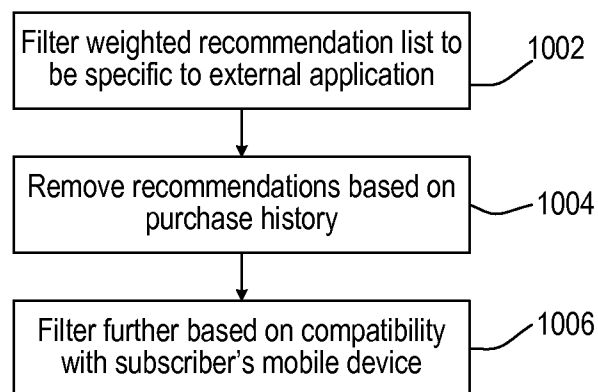 Filter weighted recommendation list to
be specific to external application
1002
Remove recommendations based on
purchase history
1004
Filter further based on compatibility
with subscriber's mobile device
1006